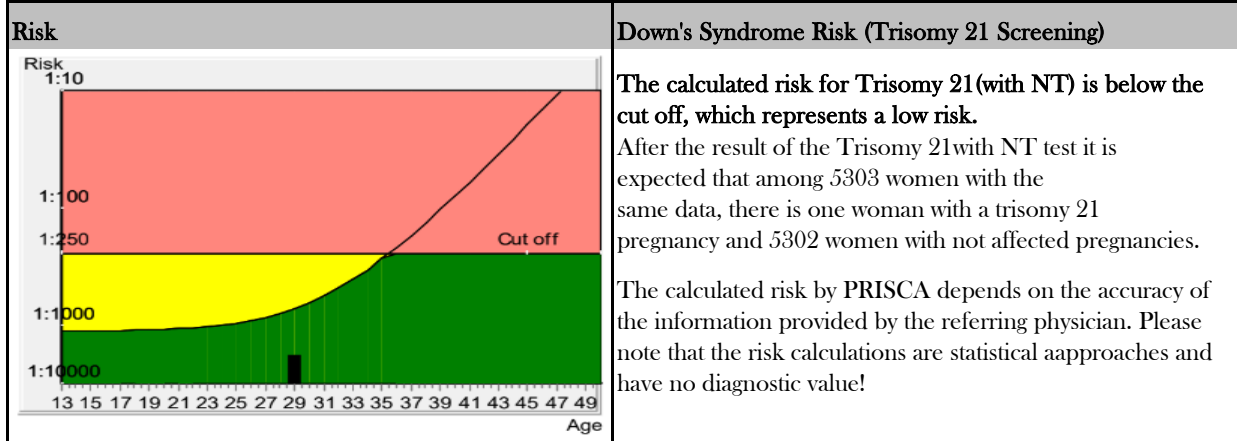 Risk
Down's Syndrome Risk (Trisomy 21 Screening)
Risk
1:10
1:100
1:250
Cut off
1:1000
1:10000
13 15 17 19 21 23 25 27 29 31 33 35 37 39 41 43 45 47 49
Age
The calculated risk for Trisomy 21(with NT) is below the
cut off, which represents a low risk.
After the result of the Trisomy 21with NT test it is
expected that among 5303 women with the
same data, there is one woman with a trisomy 21
pregnancy and 5302 women with not affected pregnancies.
The calculated risk by PRISCA depends on the accuracy of
the information provided by the referring physician. Please
note that the risk calculations are statistical aapproaches and
have no diagnostic value!